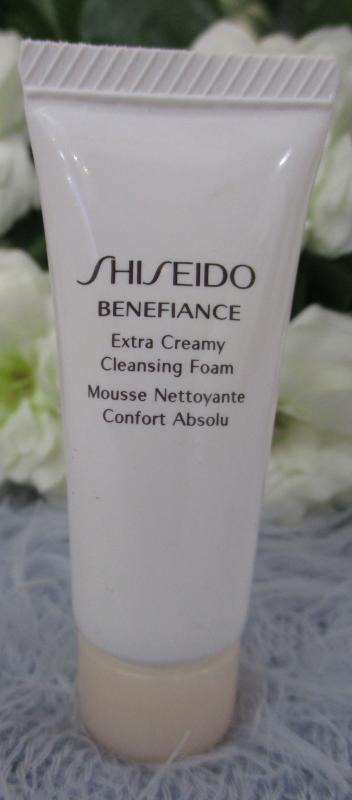 SHISEIDO
BENEFIANCE
Extra Creamy
Cleansing Foam
Mousse Nettoyante
Confort Absolu